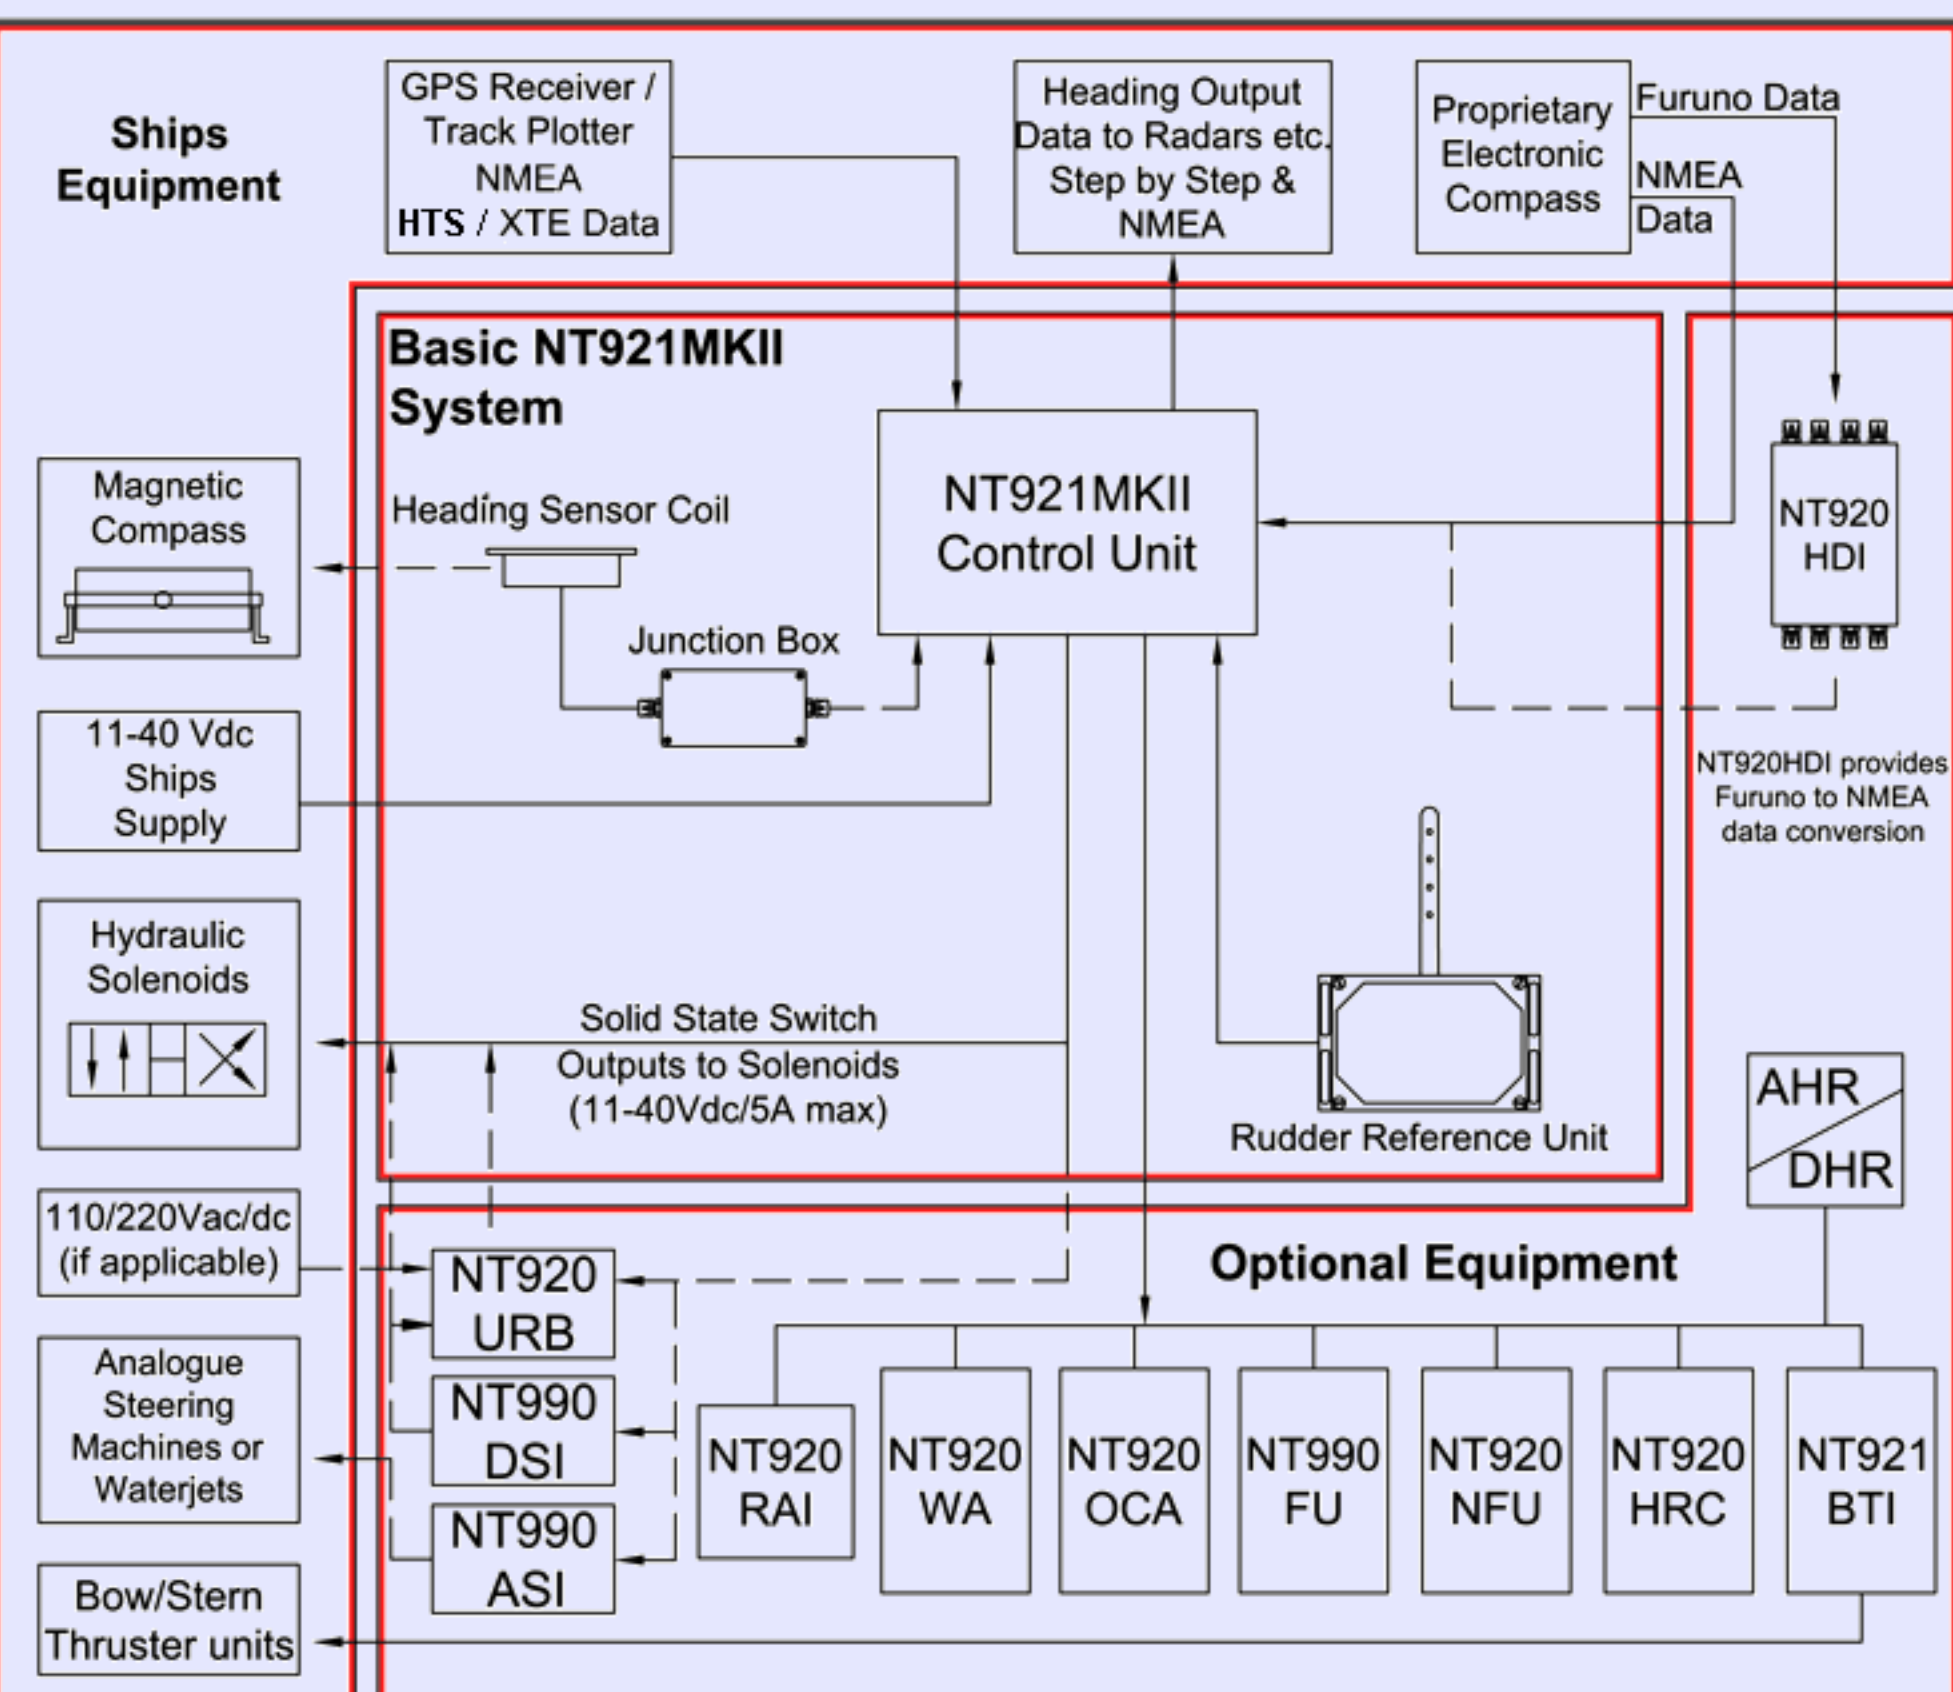 Ships
Equipment
GPS Receiver /
Track Plotter
NMEA
HTS / XTE Data
Heading Output
Data to Radars etc.
Step by Step &
NMEA
Proprietary
Electronic
Compass
Furuno Data
NMEA
Data
Basic NT921MKII
System
Magnetic
Compass
Heading Sensor Coil
NT921MKII
Control Unit
NT920
HDI
Junction Box
11-40 Vdc
Ships
Supply
NT920HDI provides
Furuno to NMEA
data conversion
Hydraulic
Solenoids
Solid State Switch
Outputs to Solenoids
(11-40Vdc/5A max)
Rudder Reference Unit
AHR
DHR
110/220Vac/dc
(if applicable)
Optional Equipment
NT920
URB
Analogue
Steering
Machines or
Waterjets
NT990
DSI
NT990
ASI
NT920
RAI
NT920
WA
NT920
OCA
NT990
FU
NT920
NFU
NT920
HRC
NT921
BTI
Bow/Stern
Thruster units